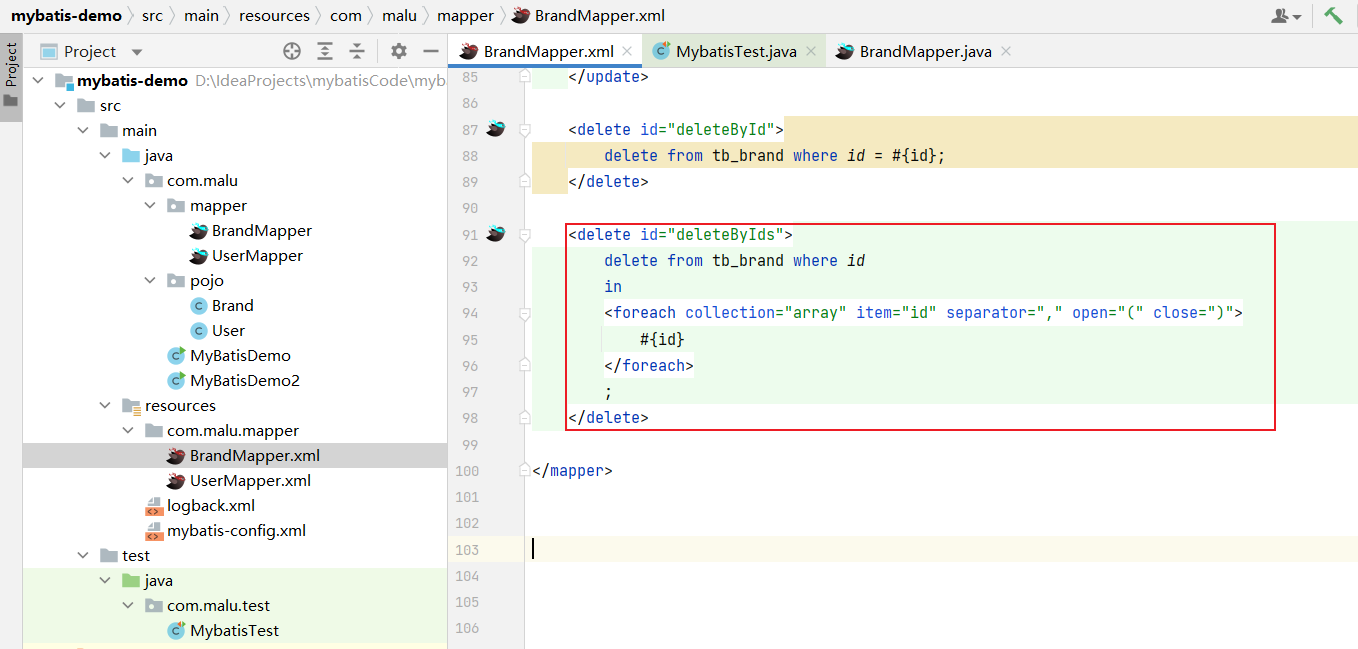 mybatis-demo src main resources com malu mapper BrandMapper.xml
Project
Project
BrandMapper.xml MybatisTest.java BrandMapper.java
mybatis-demo D:\IdeaProjects\mybatisCode\myb
src
main
java
com.malu
mapper
BrandMapper
UserMapper
pojo
Brand
User
MyBatisDemo
MyBatisDemo2
resources
com.malu.mapper
BrandMapper.xml
UserMapper.xml
logback.xml
mybatis-config.xml
test
java
com.malu.test
MybatisTest
85 </update>
86
87 <delete id="deleteById">
88 delete from tb_brand where id = #{id};
89 </delete>
90
91 <delete id="deleteByIds">
92 delete from tb_brand where id
93 in
94 <foreach collection="array" item="id" separator="," open="(" close=")">
95 #{id}
96 </foreach>
97 ;
98 </delete>
99
100 </mapper>
101
102
103
104
105
106